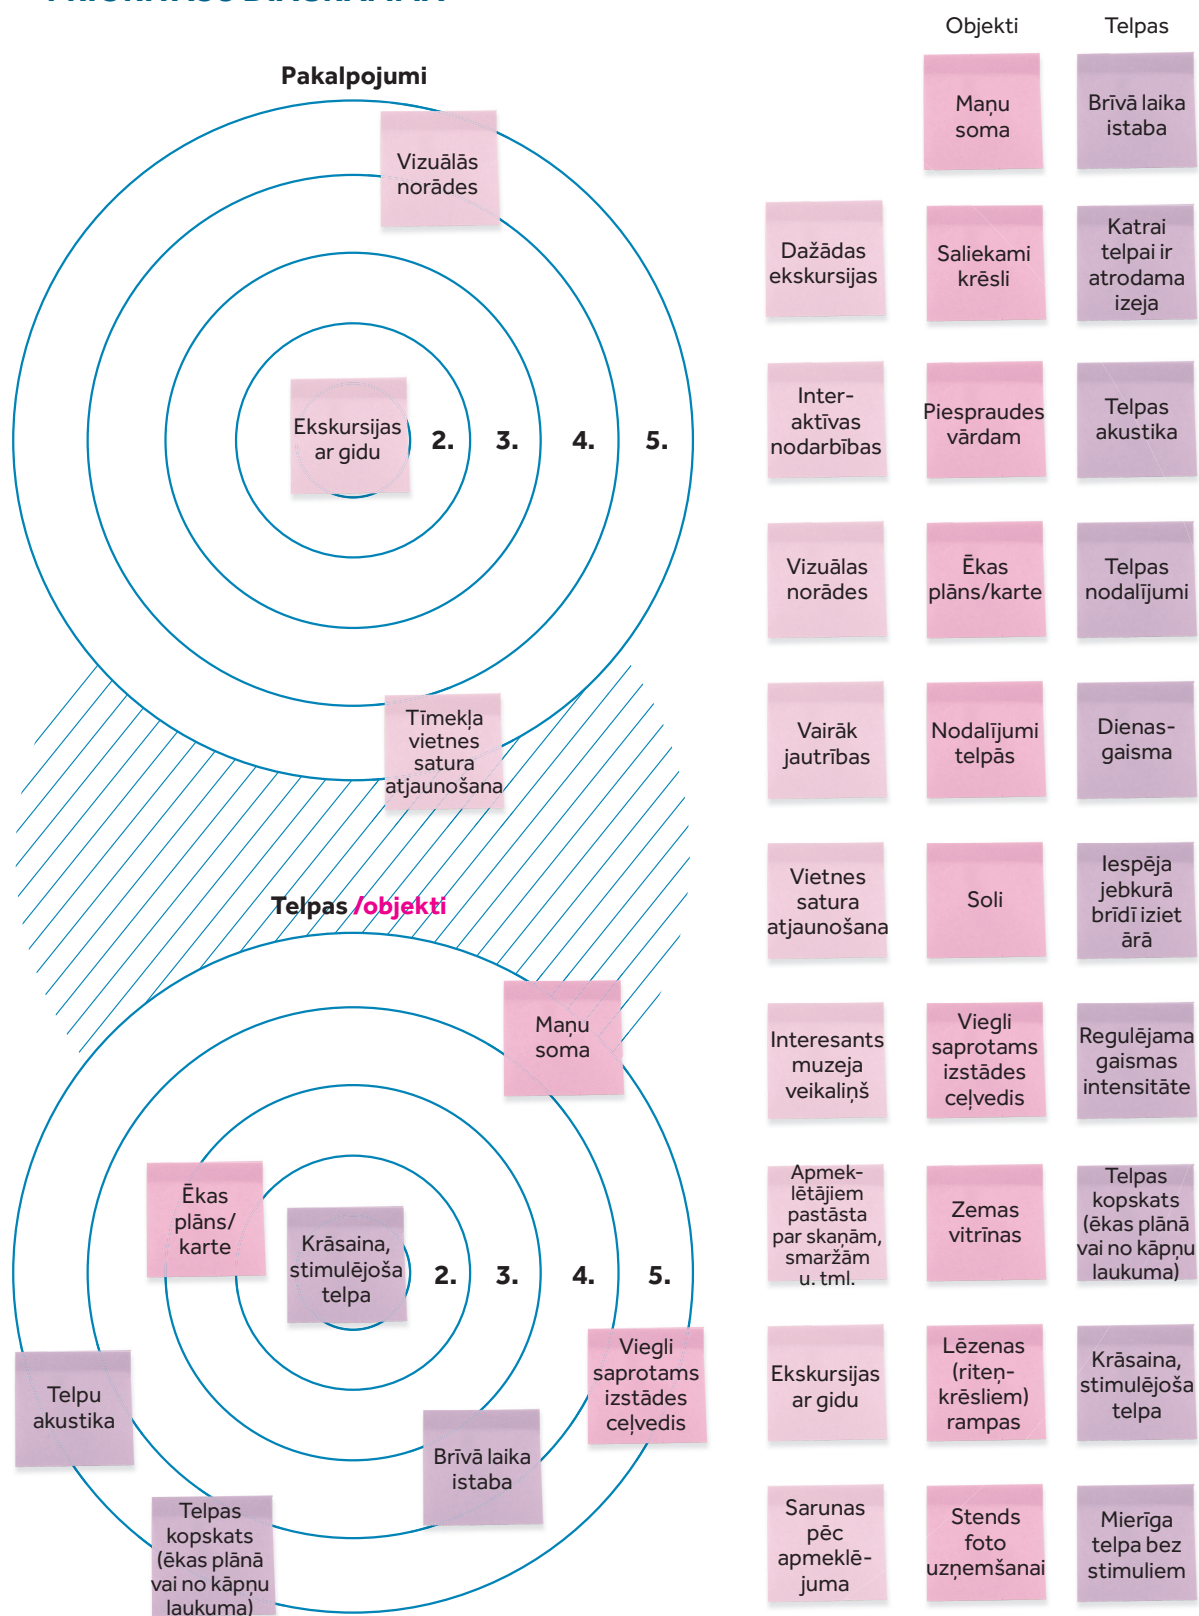 Objekti
Telpas
Pakalpojumi
Vizuālās
norādes
Ekskursijas
ar gidu
2.
3.
4.
5.
Tīmekļa
vietnes
satura
atjaunošana
Telpas /objekti
Maņu
soma
Ēkas
plāns/
karte
Krāsaina,
stimulējoša
telpa
2.
3.
4.
5.
Viegli
saprotams
izstādes
ceļvedis
Telpu
akustika
Brīvā laika
istaba
Telpas
kopskats
(ēkas plānā
vai no kāpņu
laukuma)
Maņu
soma
Brīvā laika
istaba
Dažādas
ekskursijas
Saliekami
krēsli
Katrai
telpai ir
atrodama
izeja
Inter-
aktīvas
nodarbības
Piespraudes
vārdam
Telpas
akustika
Vizuālas
norādes
Ēkas
plāns/karte
Telpas
nodalījumi
Vairāk
jautrības
Nodalījumi
telpās
Dienas-
gaisma
Vietnes
satura
atjaunošana
Soli
Iespēja
jebkurā
brīdī iziet
ārā
Interesants
muzeja
veikaliņš
Viegli
saprotams
izstādes
ceļvedis
Regulējama
gaismas
intensitāte
Apmek-
lētājiem
pastāsta
par skaņām,
smaržām
u. tml.
Zemas
vitrīnas
Telpas
kopskats
(ēkas plānā
vai no kāpņu
laukuma)
Ekskursijas
ar gidu
Lēzenas
(riteņ-
krēsliem)
rampas
Krāsaina,
stimulējoša
telpa
Sarunas
pēc
apmeklē-
juma
Stends
foto
uzņemšanai
Mierīga
telpa bez
stimuliem